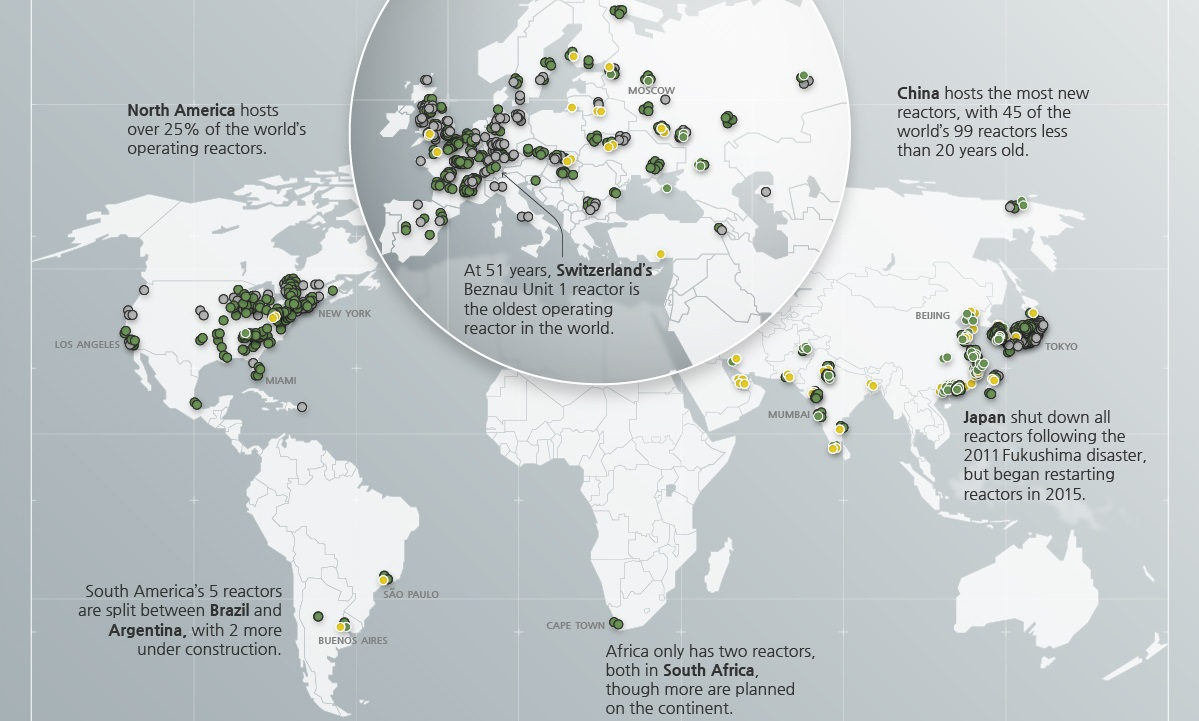 MOSCOW
North America hosts
over 25% of the world's
operating reactors.
China hosts the most new
reactors, with 45 of the
world's 99 reactors less
than 20 years old.
At 51 years, Switzerland's
Beznau Unit 1 reactor is
the oldest operating
reactor in the world.
NEW YORK
LOS ANGELES
MIAMI
BEIJING
TOKYO
MUMBAI
Japan shut down all
reactors following the
2011 Fukushima disaster,
but began restarting
reactors in 2015.
South America's 5 reactors
are split between Brazil and
Argentina, with 2 more
under construction.
SÃO PAULO
BUENOS AIRES
CAPE TOWN
Africa only has two reactors,
both in South Africa,
though more are planned
on the continent.